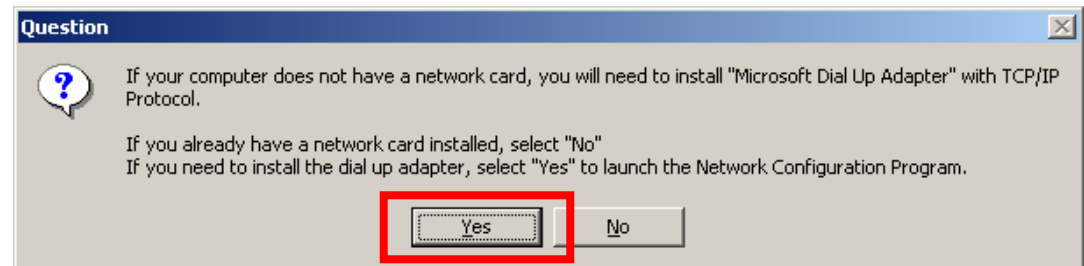 Question
If your computer does not have a network card, you will need to install "Microsoft Dial Up Adapter" with TCP/IP
Protocol.
If you already have a network card installed, select "No"
If you need to install the dial up adapter, select "Yes" to launch the Network Configuration Program.
Yes No